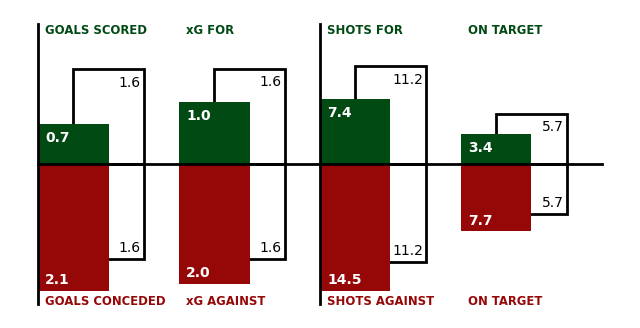 GOALS SCORED xG FOR SHOTS FOR ON TARGET
1.6 1.6 11.2 5.7
0.7 1.0 7.4 3.4
1.6 1.6 11.2 5.7
2.1 2.0 14.5 7.7
GOALS CONCEDED xG AGAINST SHOTS AGAINST ON TARGET